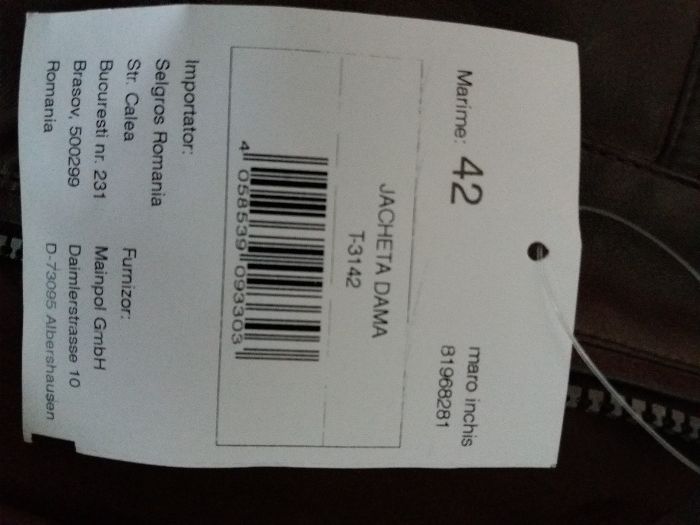 Marime: 42
maro inchis
81968281
JACHETA DAMA
T-3142
4 058539 093303
Importator:
Selgros Romania
Str. Calea
Bucuresti nr. 231
Brasov, 500299
Romania
Furnizor:
Mainpol GmbH
Daimlerstrasse 10
D-73095 Albershausen